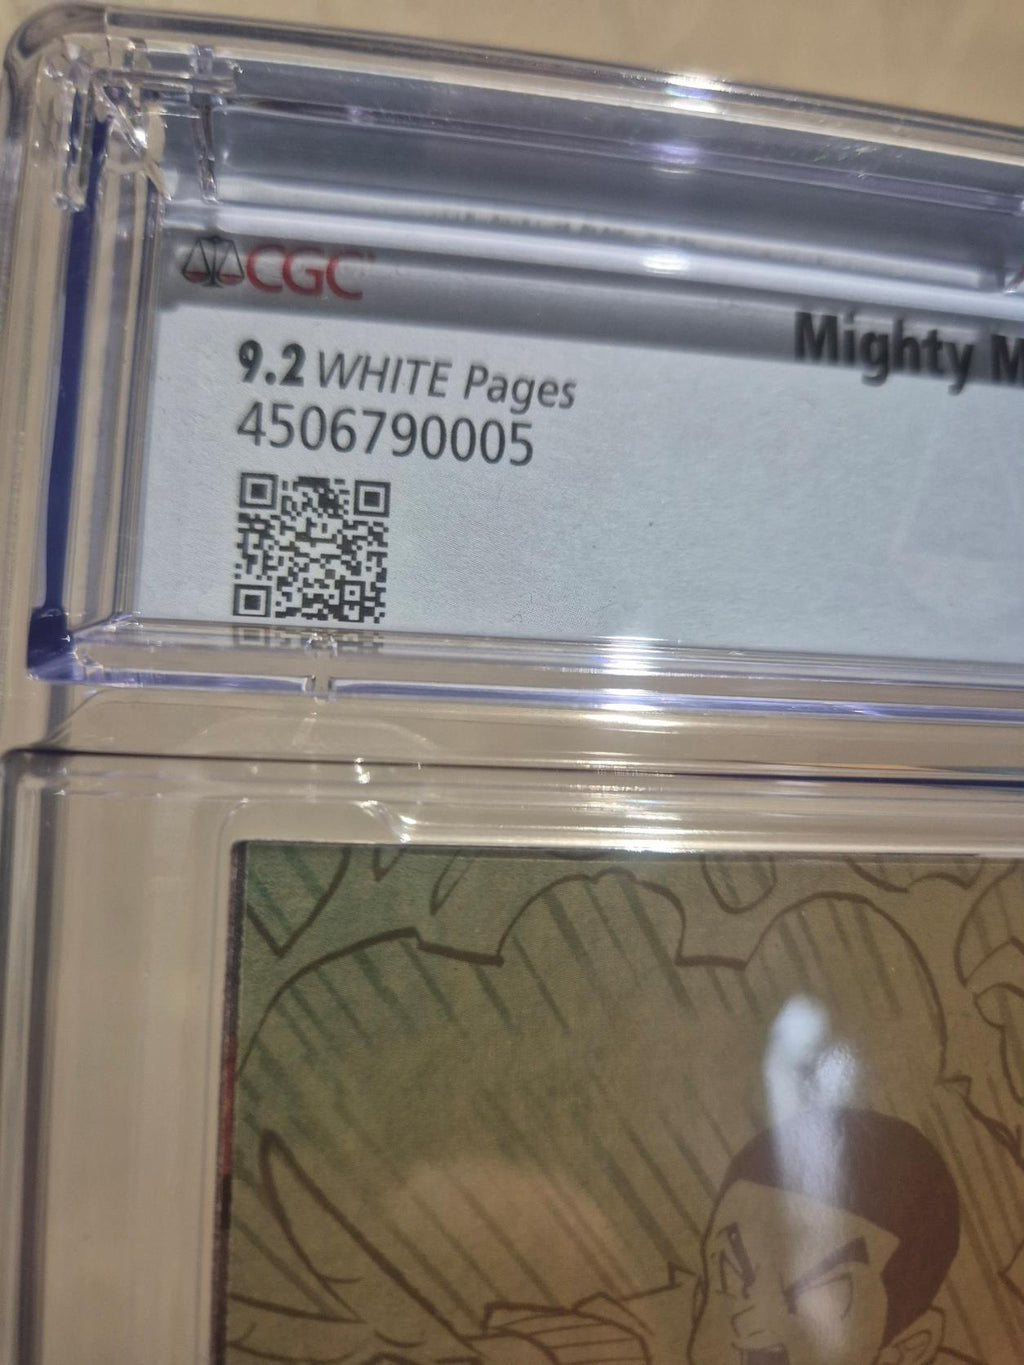 CGC
Mighty M
9.2 WHITE Pages
4506790005